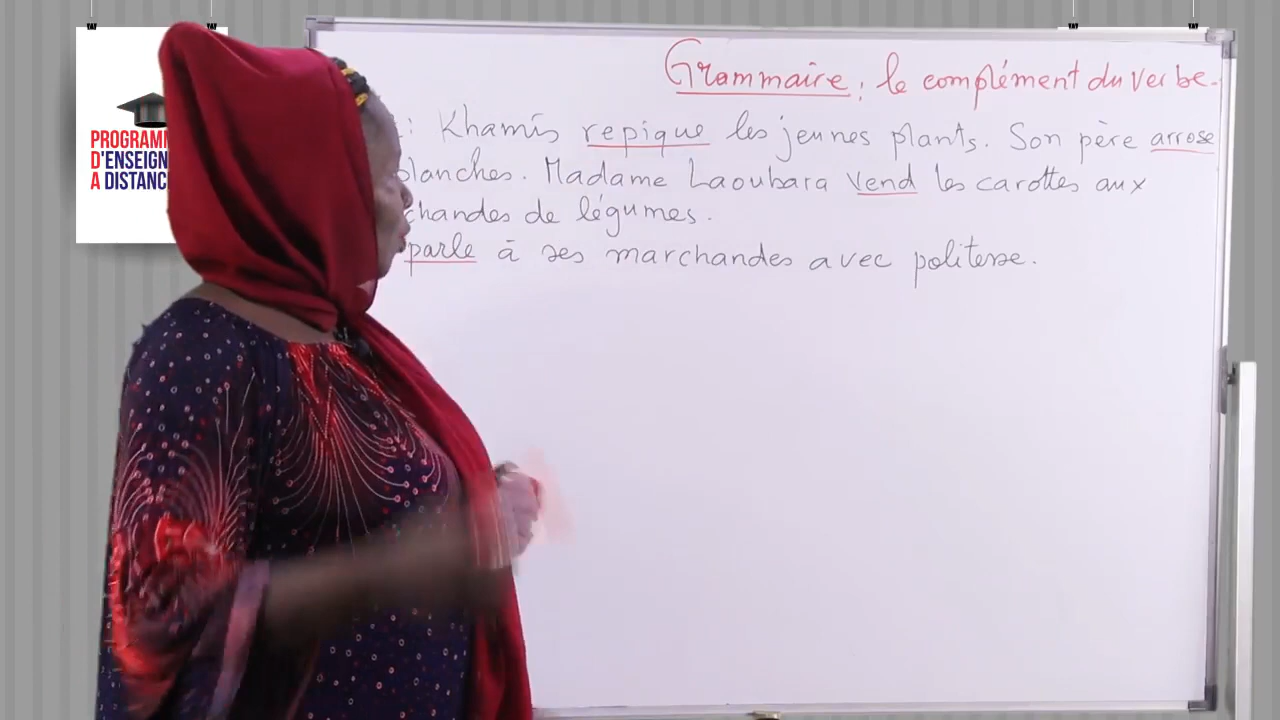 PROGRAMM
D'ENSEIGN
A DISTANC
Grammaire : le complément du verbe.
: Khamis repique les jeunes plants. Son père arrose
planches. Madame Laoubara vend les carottes aux
chandes de légumes.
parle à ses marchandes avec politesse.